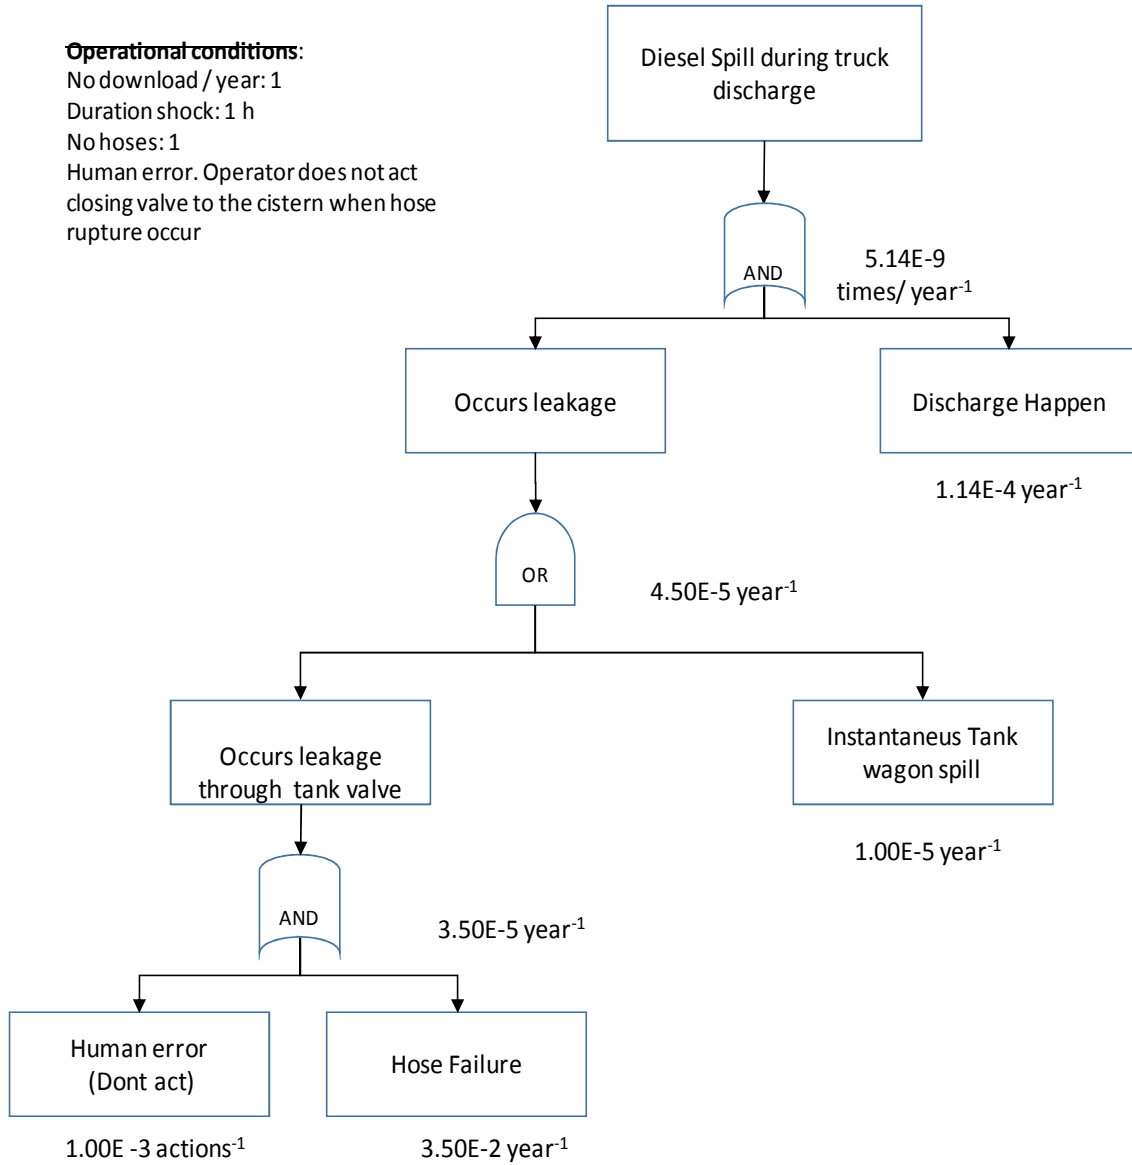 Operational conditions:
No download / year: 1
Duration shock: 1 h
No hoses: 1
Human error. Operator does not act
closing valve to the cistern when hose
rupture occur
Diesel Spill during truck
discharge
AND
5.14E-9
times/ year-1
Occurs leakage
Discharge Happen
1.14E-4 year-1
OR
4.50E-5 year-1
Occurs leakage
through tank valve
Instantaneus Tank
wagon spill
1.00E-5 year-1
AND
3.50E-5 year-1
Human error
(Dont act)
Hose Failure
1.00E -3 actions-1
3.50E-2 year-1